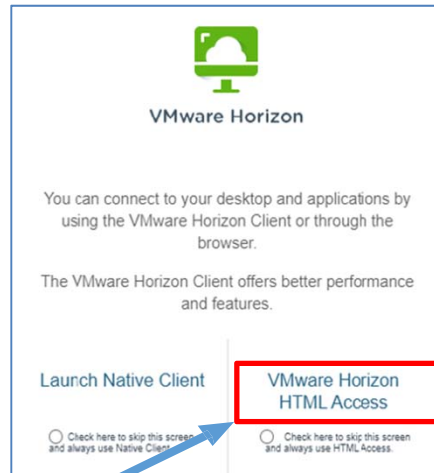 VMware Horizon
You can connect to your desktop and applications by
using the VMware Horizon Client or through the
browser.
The VMware Horizon Client offers better performance
and features.
Launch Native Client
VMware Horizon
HTML Access
Check here to skip this screen
and always use Native Client.
Check here to skip this screen
and always use HTML Access.